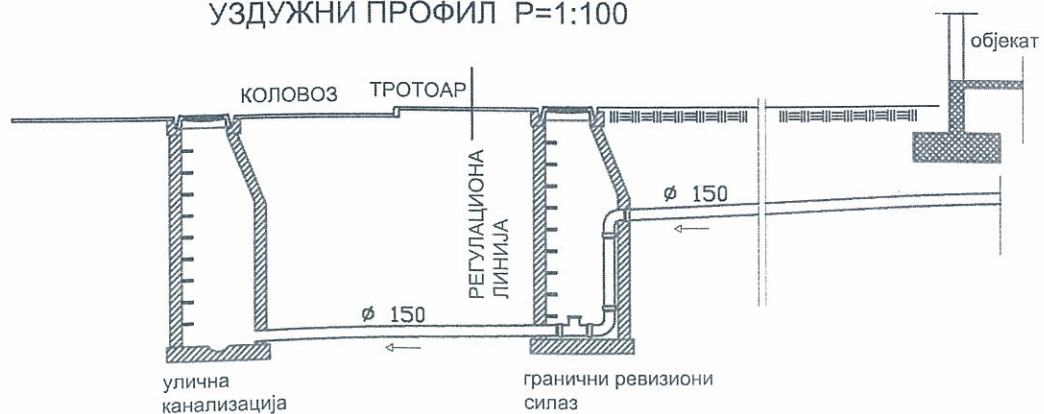 УЗДУЖНИ ПРОФИЛ P=1:100
објекат
КОЛОВОЗ
ТРОТОАР
РЕГУЛАЦИОНА
ЛИНИЈА
ø 150
ø 150
улична
канализација
гранични ревизиони
силаз